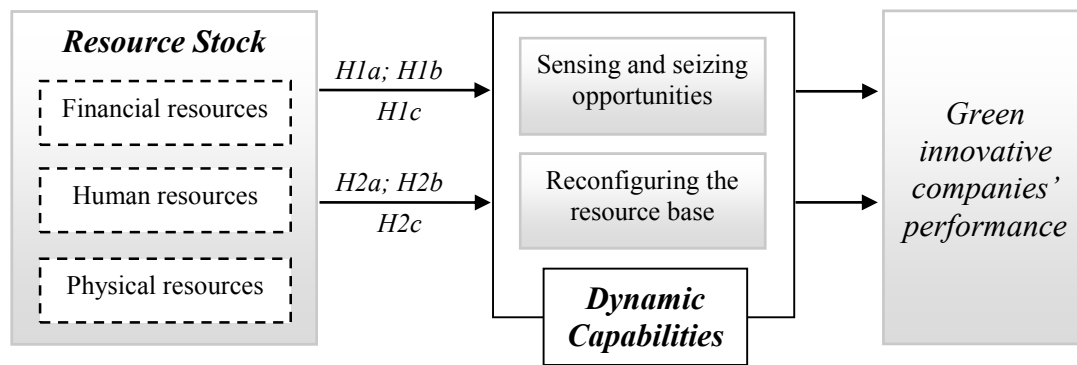 Resource Stock
Financial resources
Human resources
Physical resources
H1a; H1b
H1c
H2a; H2b
H2c
Sensing and seizing
opportunities
Reconfiguring the
resource base
Dynamic
Capabilities
Green
innovative
companies’
performance